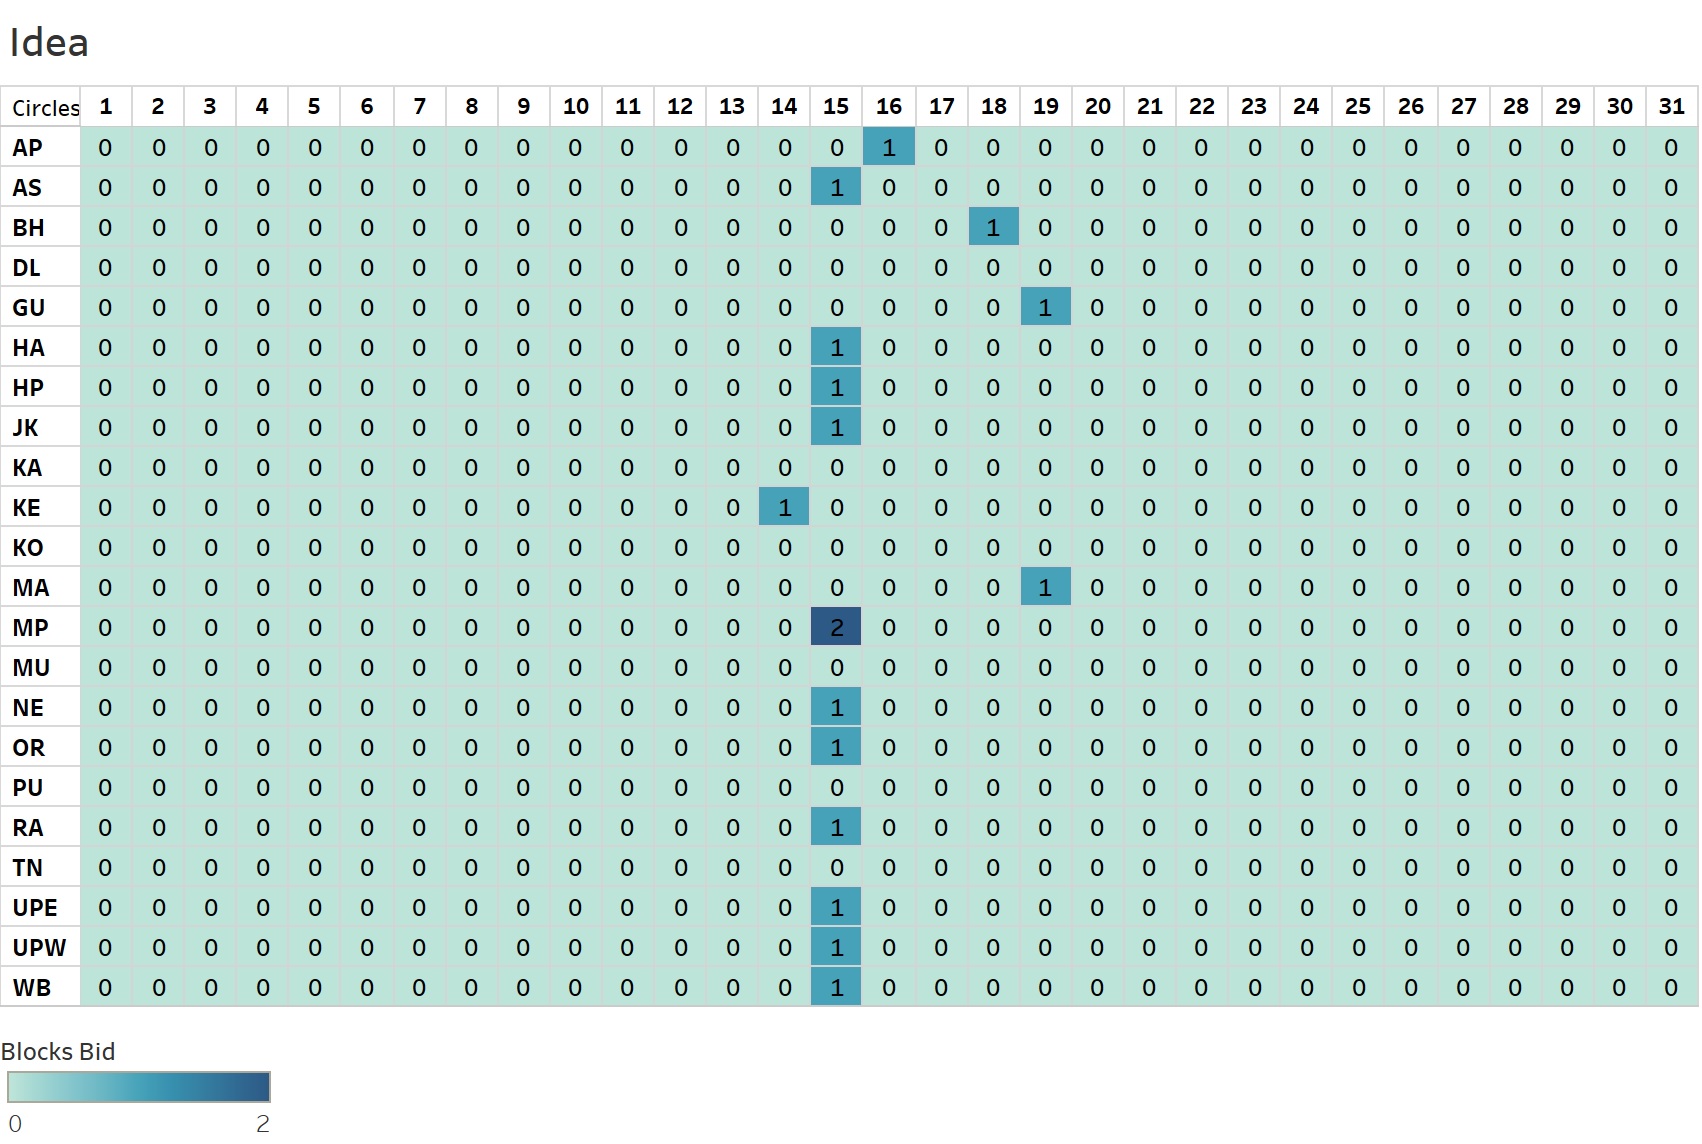 Idea
Circles 1 2 3 4 5 6 7 8 9 10 11 12 13 14 15 16 17 18 19 20 21 22 23 24 25 26 27 28 29 30 31
AP 0 0 0 0 0 0 0 0 0 0 0 0 0 0 0 1 0 0 0 0 0 0 0 0 0 0 0 0 0 0 0
AS 0 0 0 0 0 0 0 0 0 0 0 0 0 0 1 0 0 0 0 0 0 0 0 0 0 0 0 0 0 0 0
BH 0 0 0 0 0 0 0 0 0 0 0 0 0 0 0 0 0 1 0 0 0 0 0 0 0 0 0 0 0 0 0
DL 0 0 0 0 0 0 0 0 0 0 0 0 0 0 0 0 0 0 0 0 0 0 0 0 0 0 0 0 0 0 0
GU 0 0 0 0 0 0 0 0 0 0 0 0 0 0 0 0 0 0 1 0 0 0 0 0 0 0 0 0 0 0 0
HA 0 0 0 0 0 0 0 0 0 0 0 0 0 0 1 0 0 0 0 0 0 0 0 0 0 0 0 0 0 0 0
HP 0 0 0 0 0 0 0 0 0 0 0 0 0 0 1 0 0 0 0 0 0 0 0 0 0 0 0 0 0 0 0
JK 0 0 0 0 0 0 0 0 0 0 0 0 0 0 1 0 0 0 0 0 0 0 0 0 0 0 0 0 0 0 0
KA 0 0 0 0 0 0 0 0 0 0 0 0 0 0 0 0 0 0 0 0 0 0 0 0 0 0 0 0 0 0 0
KE 0 0 0 0 0 0 0 0 0 0 0 0 0 1 0 0 0 0 0 0 0 0 0 0 0 0 0 0 0 0 0
KO 0 0 0 0 0 0 0 0 0 0 0 0 0 0 0 0 0 0 0 0 0 0 0 0 0 0 0 0 0 0 0
MA 0 0 0 0 0 0 0 0 0 0 0 0 0 0 0 0 0 0 1 0 0 0 0 0 0 0 0 0 0 0 0
MP 0 0 0 0 0 0 0 0 0 0 0 0 0 0 2 0 0 0 0 0 0 0 0 0 0 0 0 0 0 0 0
MU 0 0 0 0 0 0 0 0 0 0 0 0 0 0 0 0 0 0 0 0 0 0 0 0 0 0 0 0 0 0 0
NE 0 0 0 0 0 0 0 0 0 0 0 0 0 0 1 0 0 0 0 0 0 0 0 0 0 0 0 0 0 0 0
OR 0 0 0 0 0 0 0 0 0 0 0 0 0 0 1 0 0 0 0 0 0 0 0 0 0 0 0 0 0 0 0
PU 0 0 0 0 0 0 0 0 0 0 0 0 0 0 0 0 0 0 0 0 0 0 0 0 0 0 0 0 0 0 0
RA 0 0 0 0 0 0 0 0 0 0 0 0 0 0 1 0 0 0 0 0 0 0 0 0 0 0 0 0 0 0 0
TN 0 0 0 0 0 0 0 0 0 0 0 0 0 0 0 0 0 0 0 0 0 0 0 0 0 0 0 0 0 0 0
UPE 0 0 0 0 0 0 0 0 0 0 0 0 0 0 1 0 0 0 0 0 0 0 0 0 0 0 0 0 0 0 0
UPW 0 0 0 0 0 0 0 0 0 0 0 0 0 0 1 0 0 0 0 0 0 0 0 0 0 0 0 0 0 0 0
WB 0 0 0 0 0 0 0 0 0 0 0 0 0 0 1 0 0 0 0 0 0 0 0 0 0 0 0 0 0 0 0
Blocks Bid
0 2